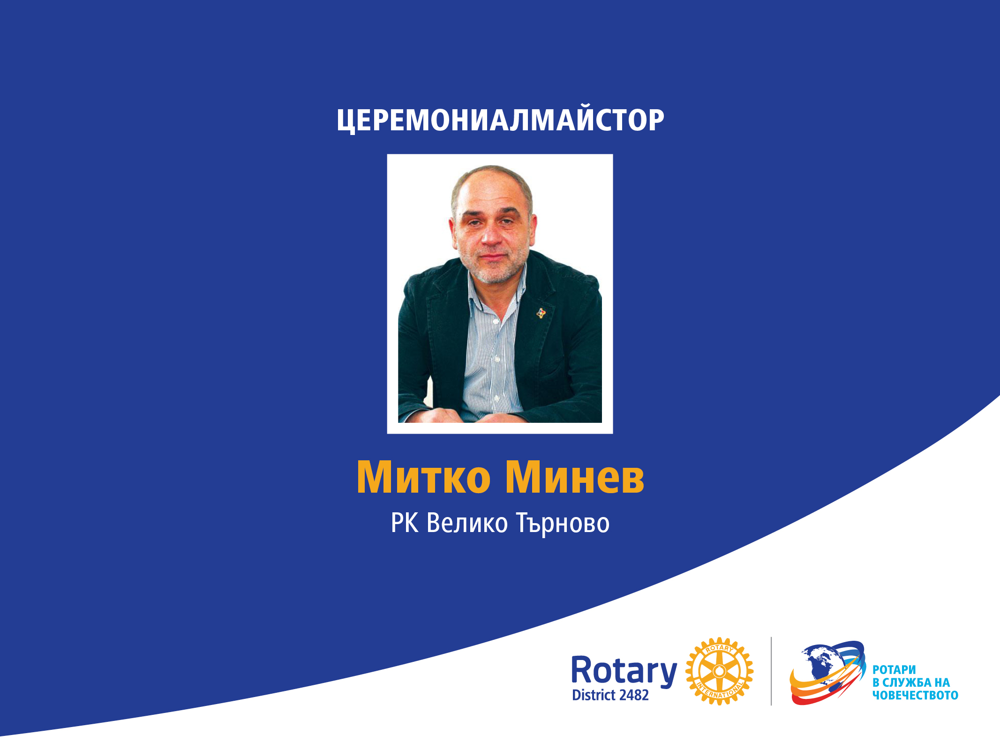 ЦЕРЕМОНИАЛМАЙСТОР
Митко Минев
РК Велико Търново
Rotary
District 2482
ROTARY
INTERNATIONAL
РОТАРИ
В СЛУЖБА НА
ЧОВЕЧЕСТВОТО